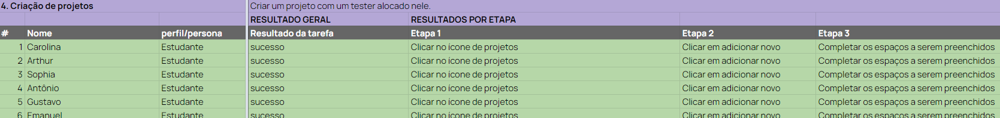 4. Criação de projetos Criar um projeto com um tester alocado nele.
RESULTADO GERAL RESULTADOS POR ETAPA
# Nome perfil/persona Resultado da tarefa Etapa 1 Etapa 2 Etapa 3
1 Carolina Estudante sucesso Clicar no ícone de projetos Clicar em adicionar novo Completar os espaços a serem preenchidos
2 Arthur Estudante sucesso Clicar no ícone de projetos Clicar em adicionar novo Completar os espaços a serem preenchidos
3 Sophia Estudante sucesso Clicar no ícone de projetos Clicar em adicionar novo Completar os espaços a serem preenchidos
4 Antônio Estudante sucesso Clicar no ícone de projetos Clicar em adicionar novo Completar os espaços a serem preenchidos
5 Gustavo Estudante sucesso Clicar no ícone de projetos Clicar em adicionar novo Completar os espaços a serem preenchidos
6 Emanuel Estudante sucesso Clicar no ícone de projetos Clicar em adicionar novo Completar os espaços a serem preenchidos